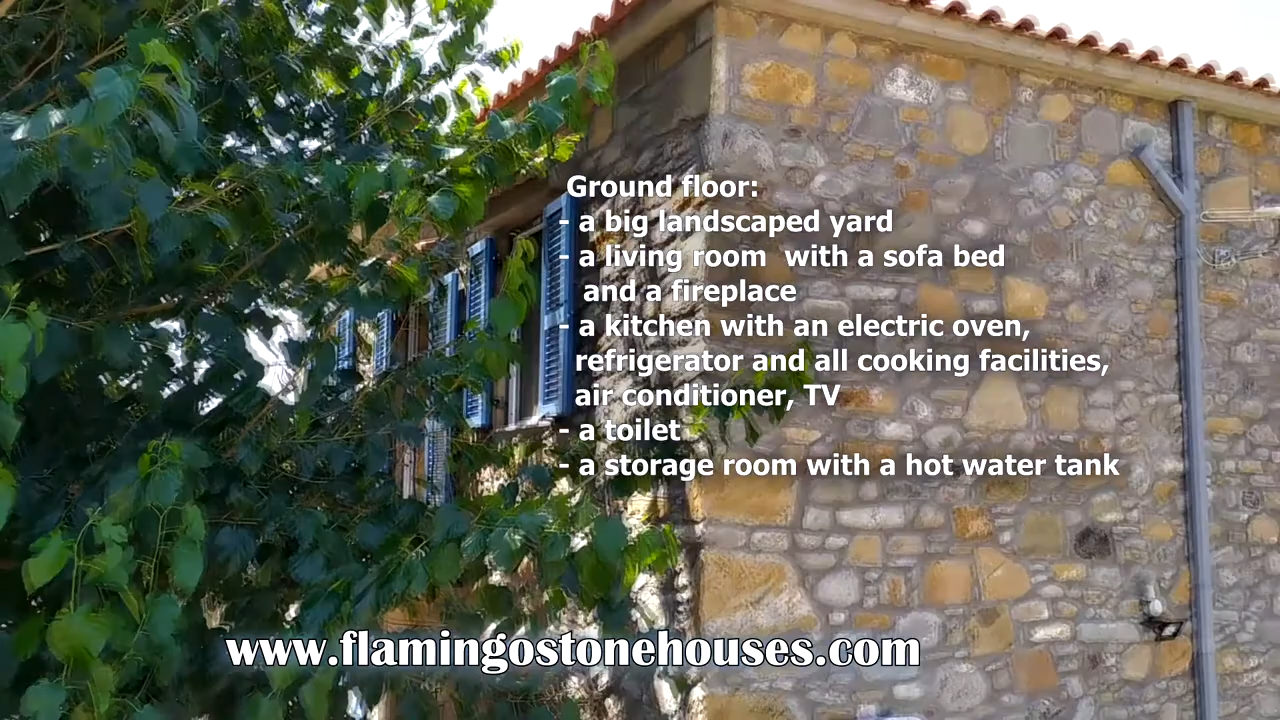 Ground floor:
- a big landscaped yard
- a living room with a sofa bed
and a fireplace
- a kitchen with an electric oven,
refrigerator and all cooking facilities,
air conditioner, TV
- a toilet
- a storage room with a hot water tank
www.flamingostonehouses.com